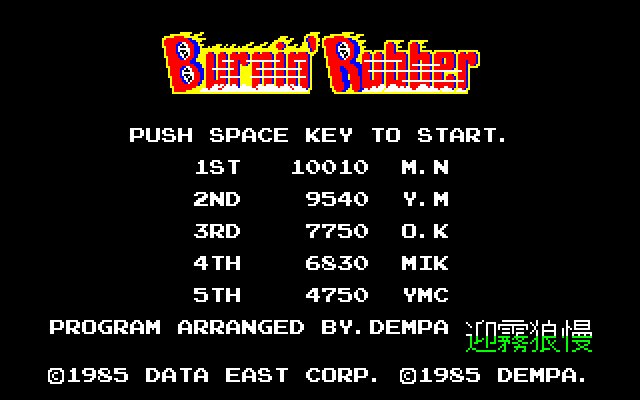 Burnin' Rubber
PUSH SPACE KEY TO START.
1ST 10010 M.N
2ND 9540 Y.M
3RD 7750 O.K
4TH 6830 MIK
5TH 4750 YMC
PROGRAM ARRANGED BY.DEMPA 迎霧狼慢
©1985 DATA EAST CORP. ©1985 DEMPA.